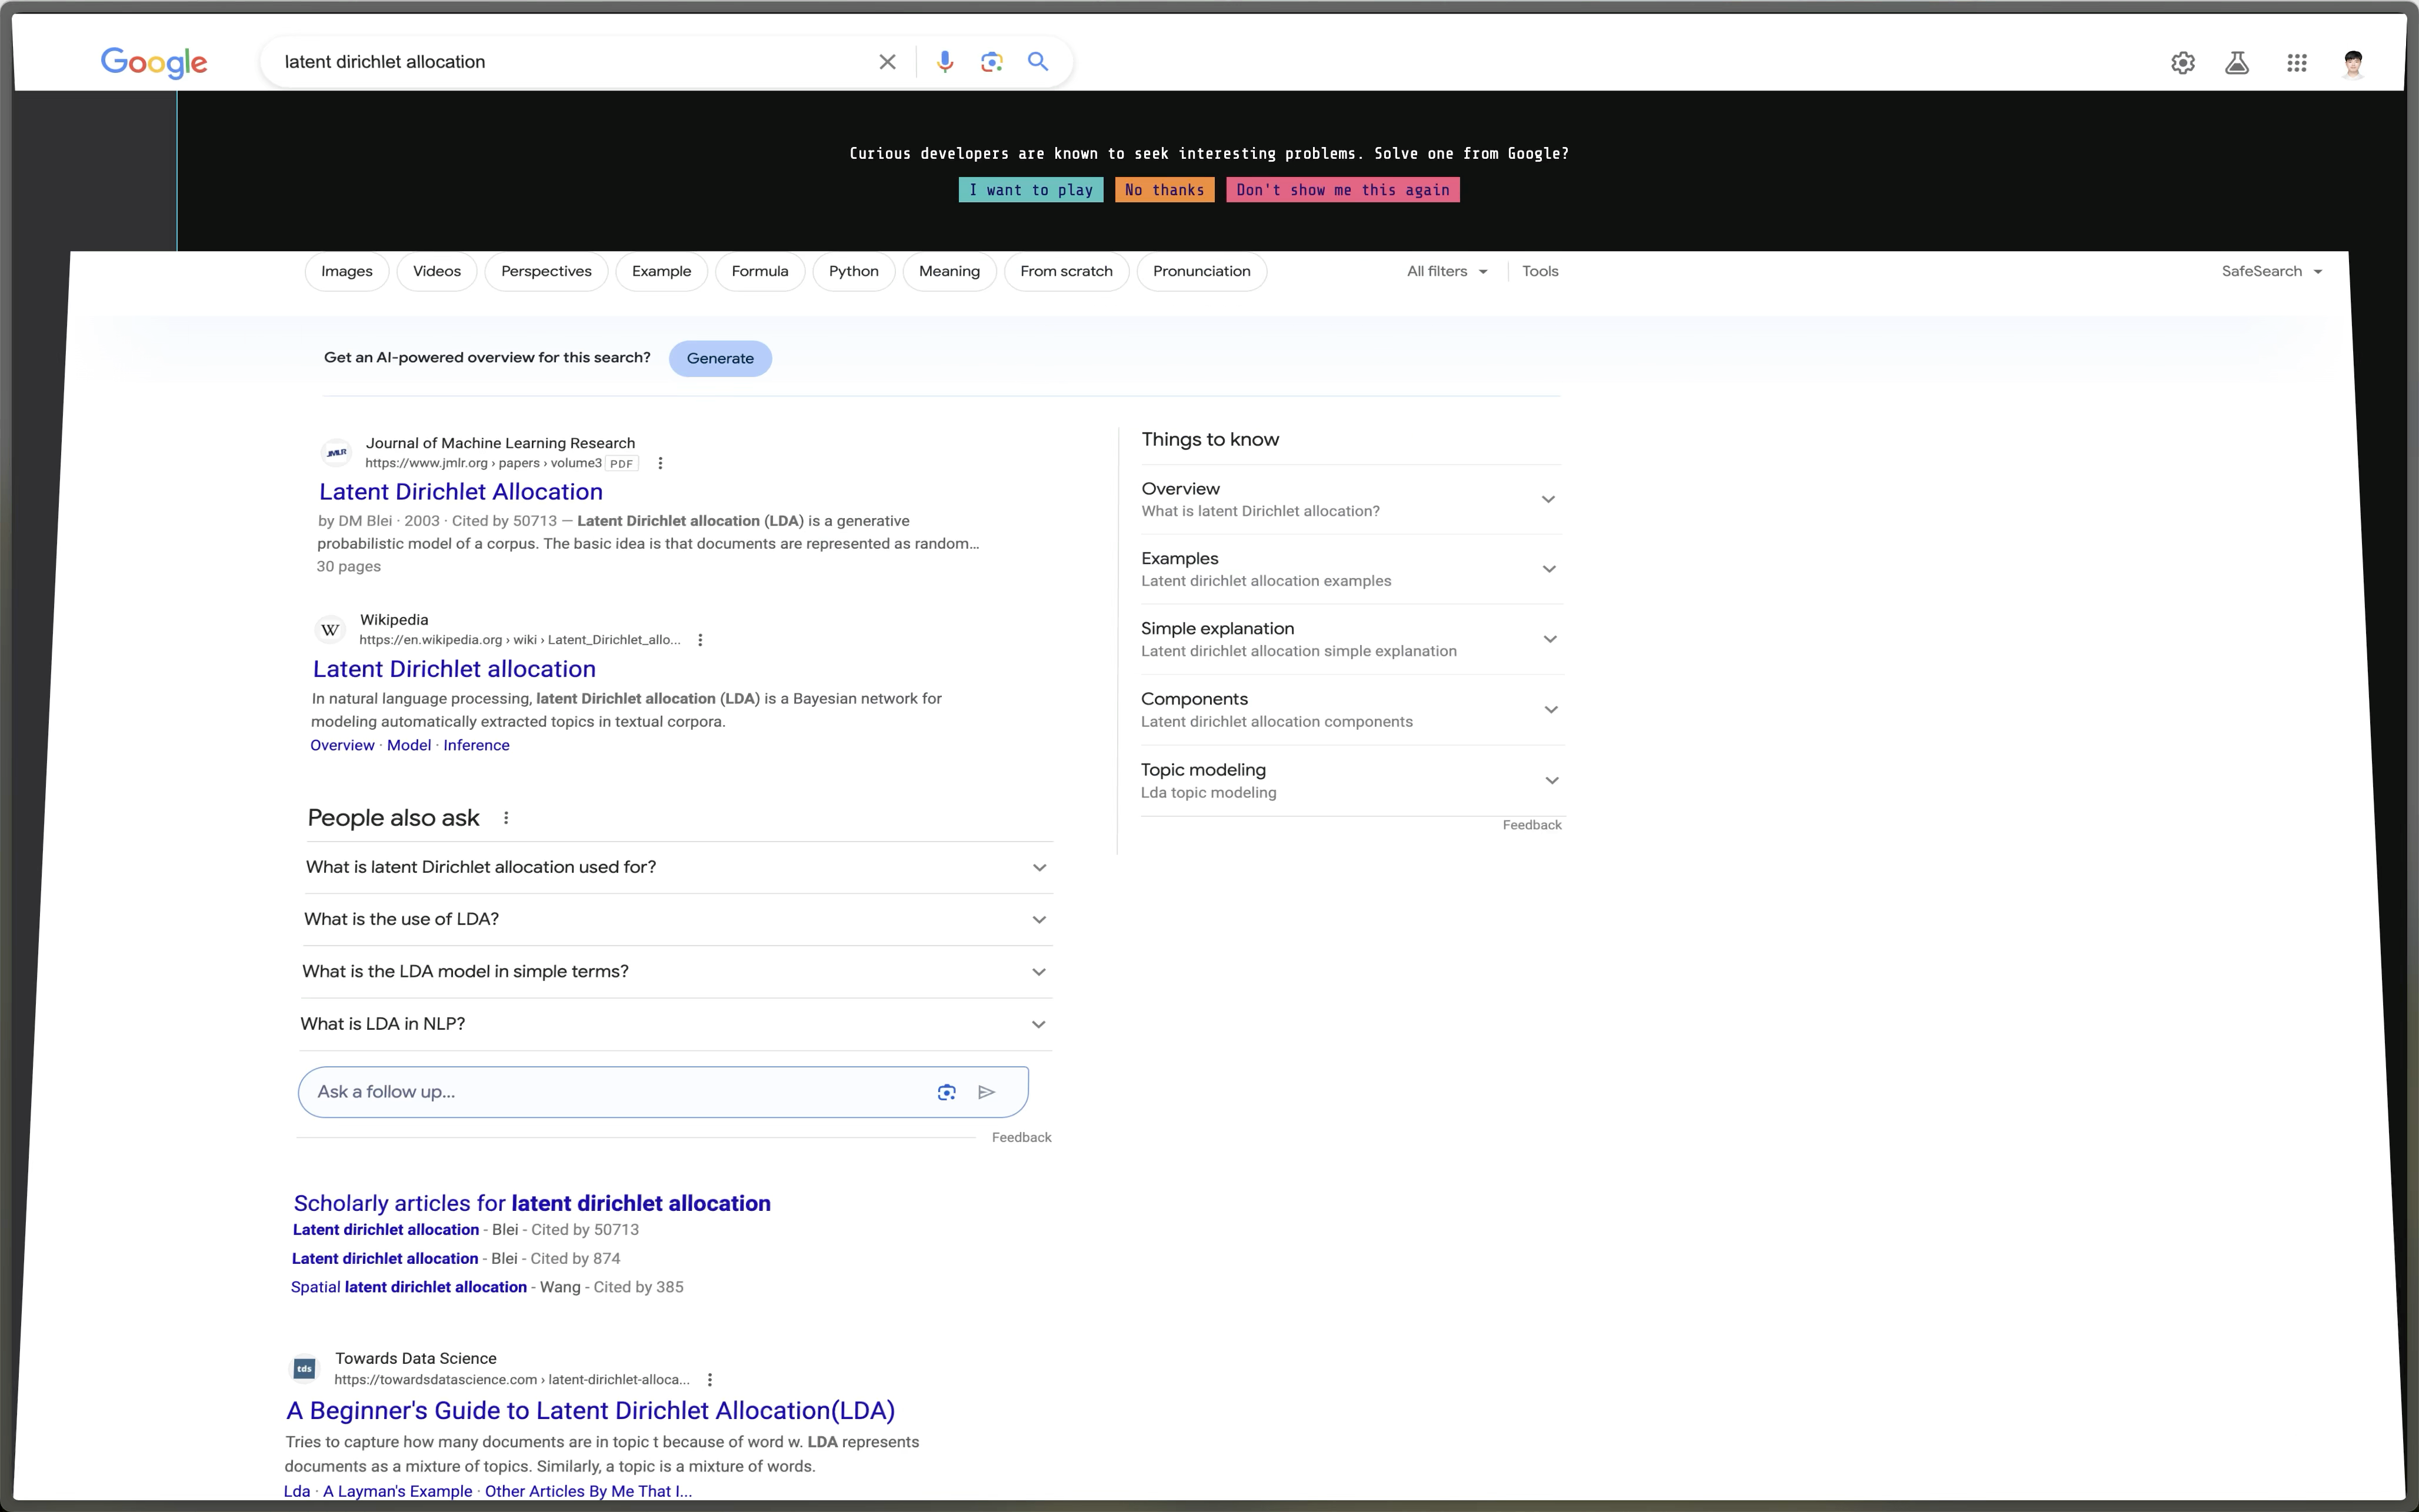 Google
latent dirichlet allocation
Curious developers are known to seek interesting problems. Solve one from Google?
I want to play No thanks Don't show me this again
Images Videos Perspectives Example Formula Python Meaning From scratch Pronunciation All filters Tools SafeSearch
Get an AI-powered overview for this search? Generate
JMLR
Journal of Machine Learning Research
https://www.jmlr.org › papers › volume3 PDF
Latent Dirichlet Allocation
by DM Blei · 2003 · Cited by 50713 — Latent Dirichlet allocation (LDA) is a generative
probabilistic model of a corpus. The basic idea is that documents are represented as random...
30 pages
W
Wikipedia
https://en.wikipedia.org › wiki › Latent_Dirichlet_allo...
Latent Dirichlet allocation
In natural language processing, latent Dirichlet allocation (LDA) is a Bayesian network for
modeling automatically extracted topics in textual corpora.
Overview · Model · Inference
People also ask
What is latent Dirichlet allocation used for?
What is the use of LDA?
What is the LDA model in simple terms?
What is LDA in NLP?
Ask a follow up...
Feedback
Scholarly articles for latent dirichlet allocation
Latent dirichlet allocation - Blei - Cited by 50713
Latent dirichlet allocation - Blei - Cited by 874
Spatial latent dirichlet allocation - Wang - Cited by 385
tds
Towards Data Science
https://towardsdatascience.com › latent-dirichlet-alloca...
A Beginner's Guide to Latent Dirichlet Allocation(LDA)
Tries to capture how many documents are in topic t because of word w. LDA represents
documents as a mixture of topics. Similarly, a topic is a mixture of words.
Lda · A Layman's Example · Other Articles By Me That I...
Things to know
Overview
What is latent Dirichlet allocation?
Examples
Latent dirichlet allocation examples
Simple explanation
Latent dirichlet allocation simple explanation
Components
Latent dirichlet allocation components
Topic modeling
Lda topic modeling
Feedback